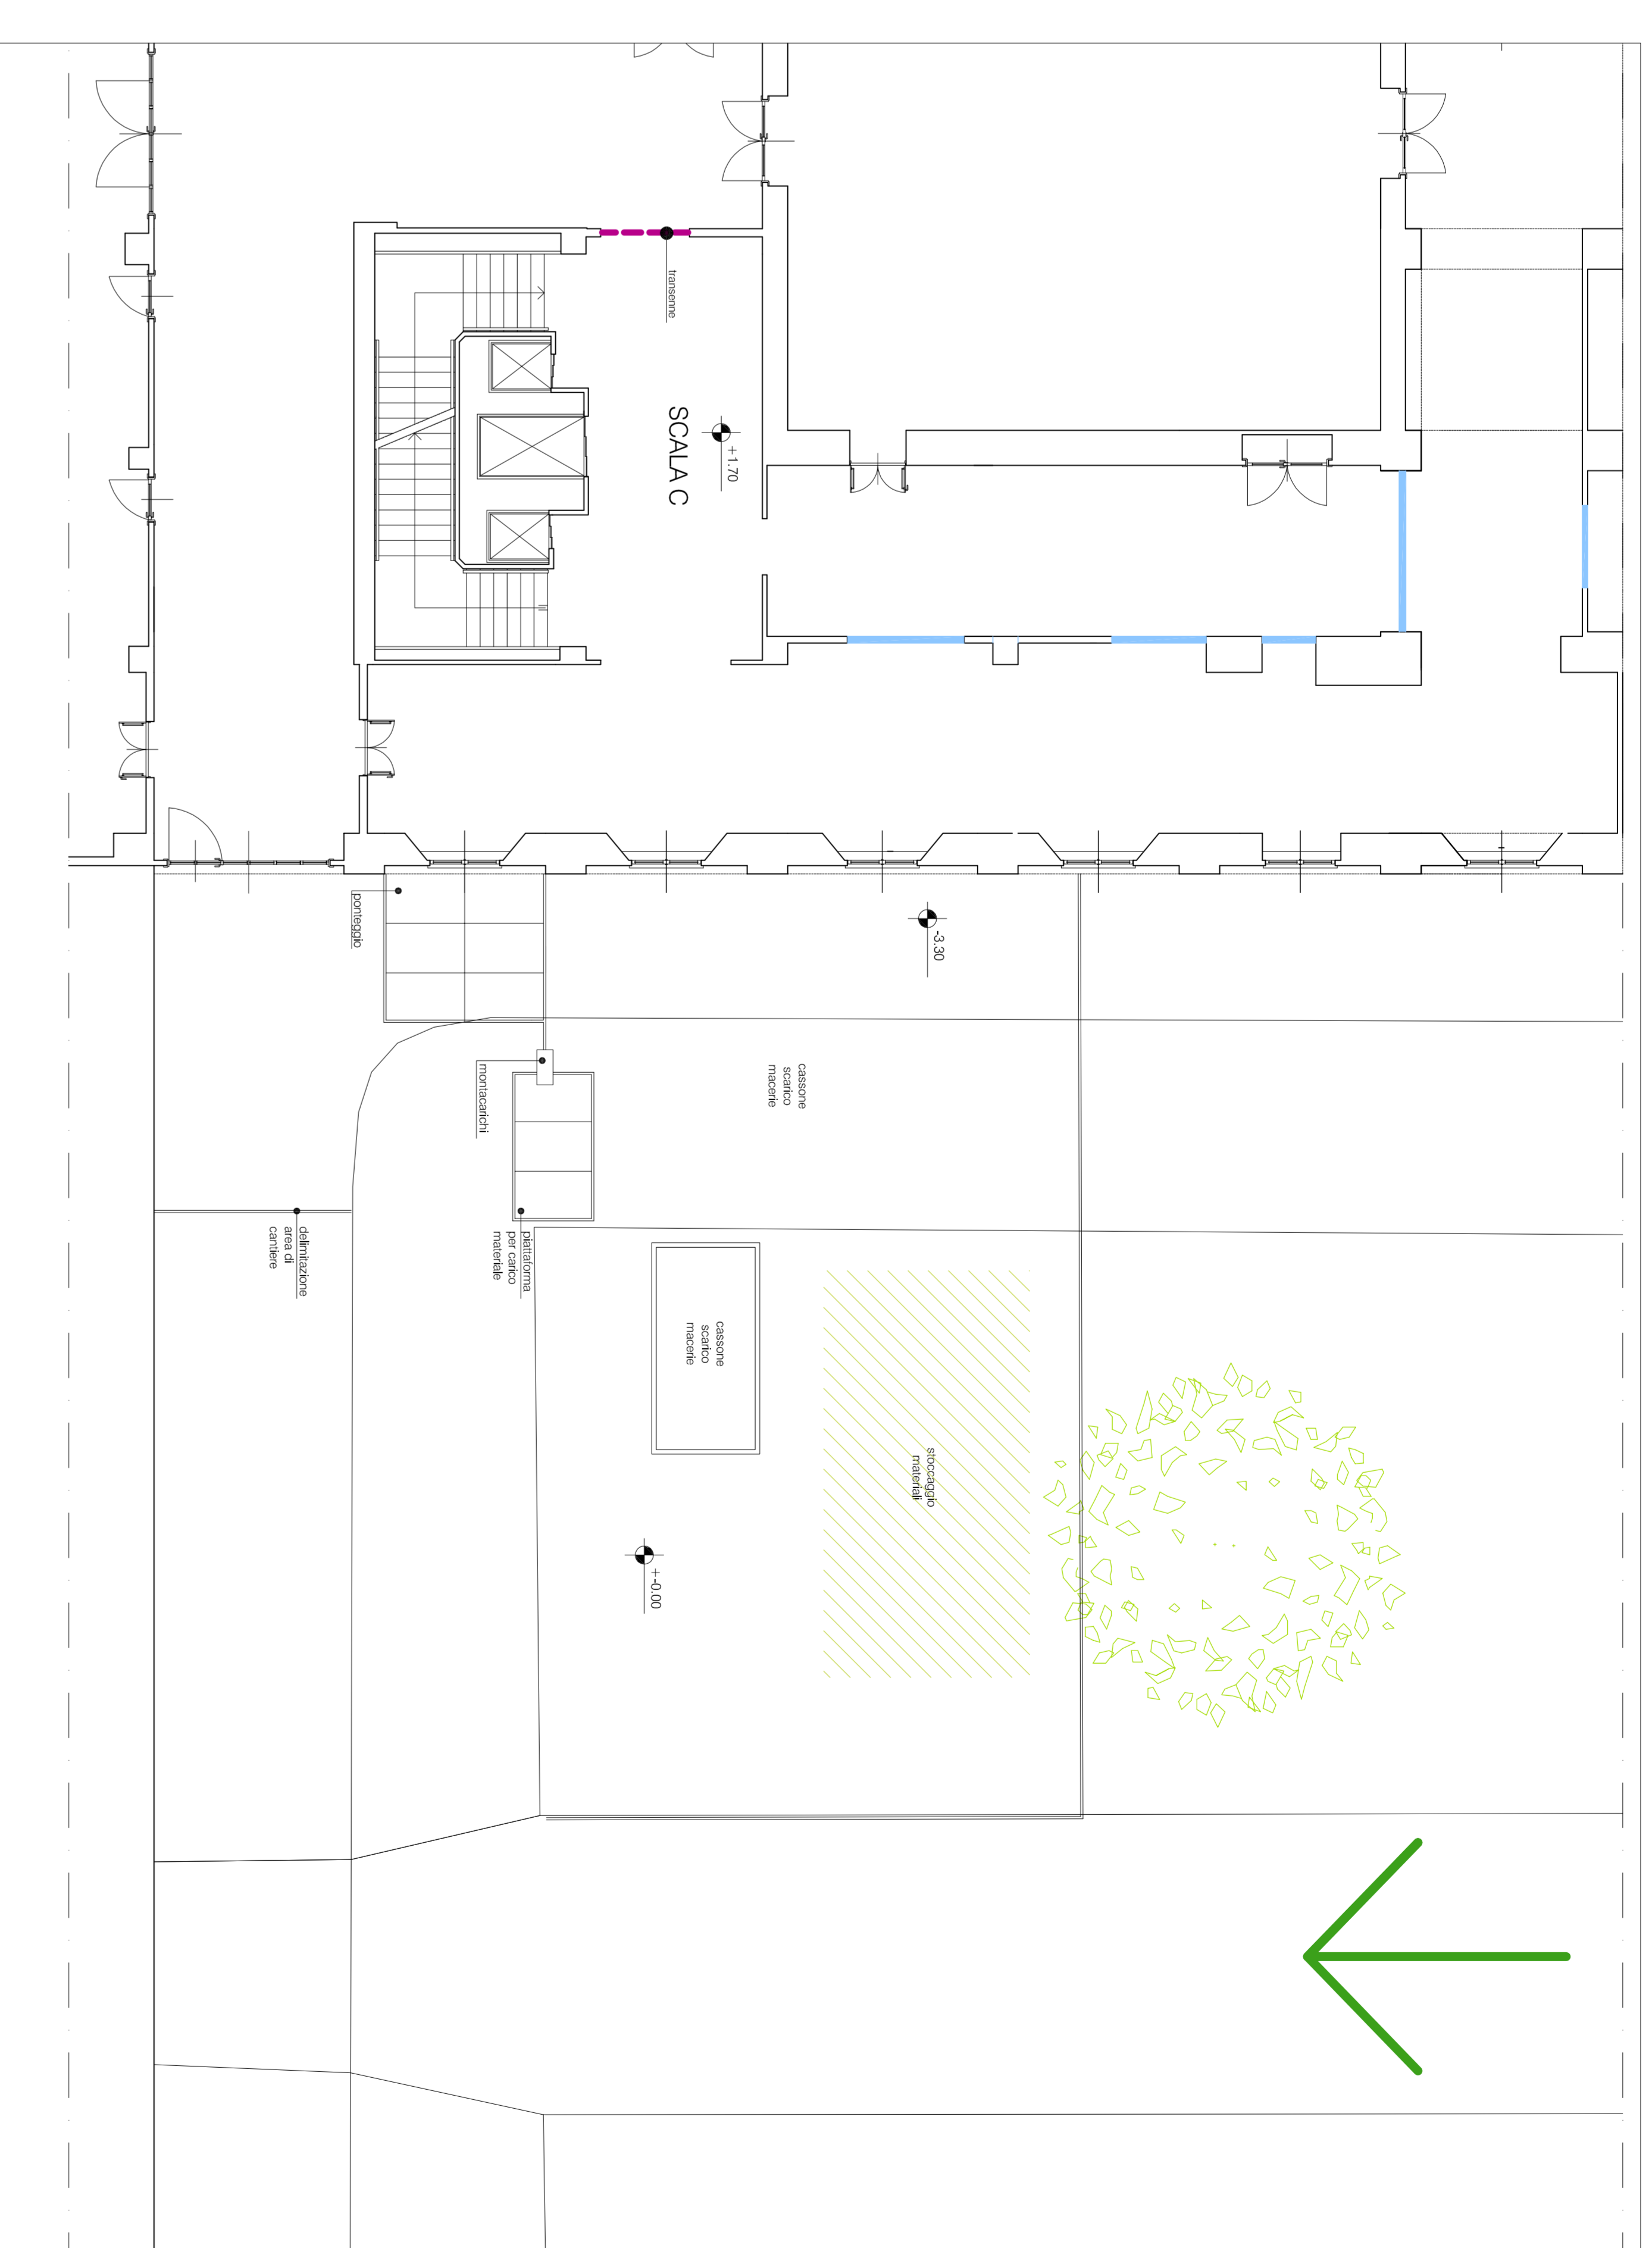 transenne
SCALA C
+1.70
ponteggio
-3.30
montacarichi
cassone
scarico
macerie
delimitazione
area di
cantiere
piattaforma
per carico
materiale
cassone
scarico
macerie
stoccaggio
materiali
+-0.00